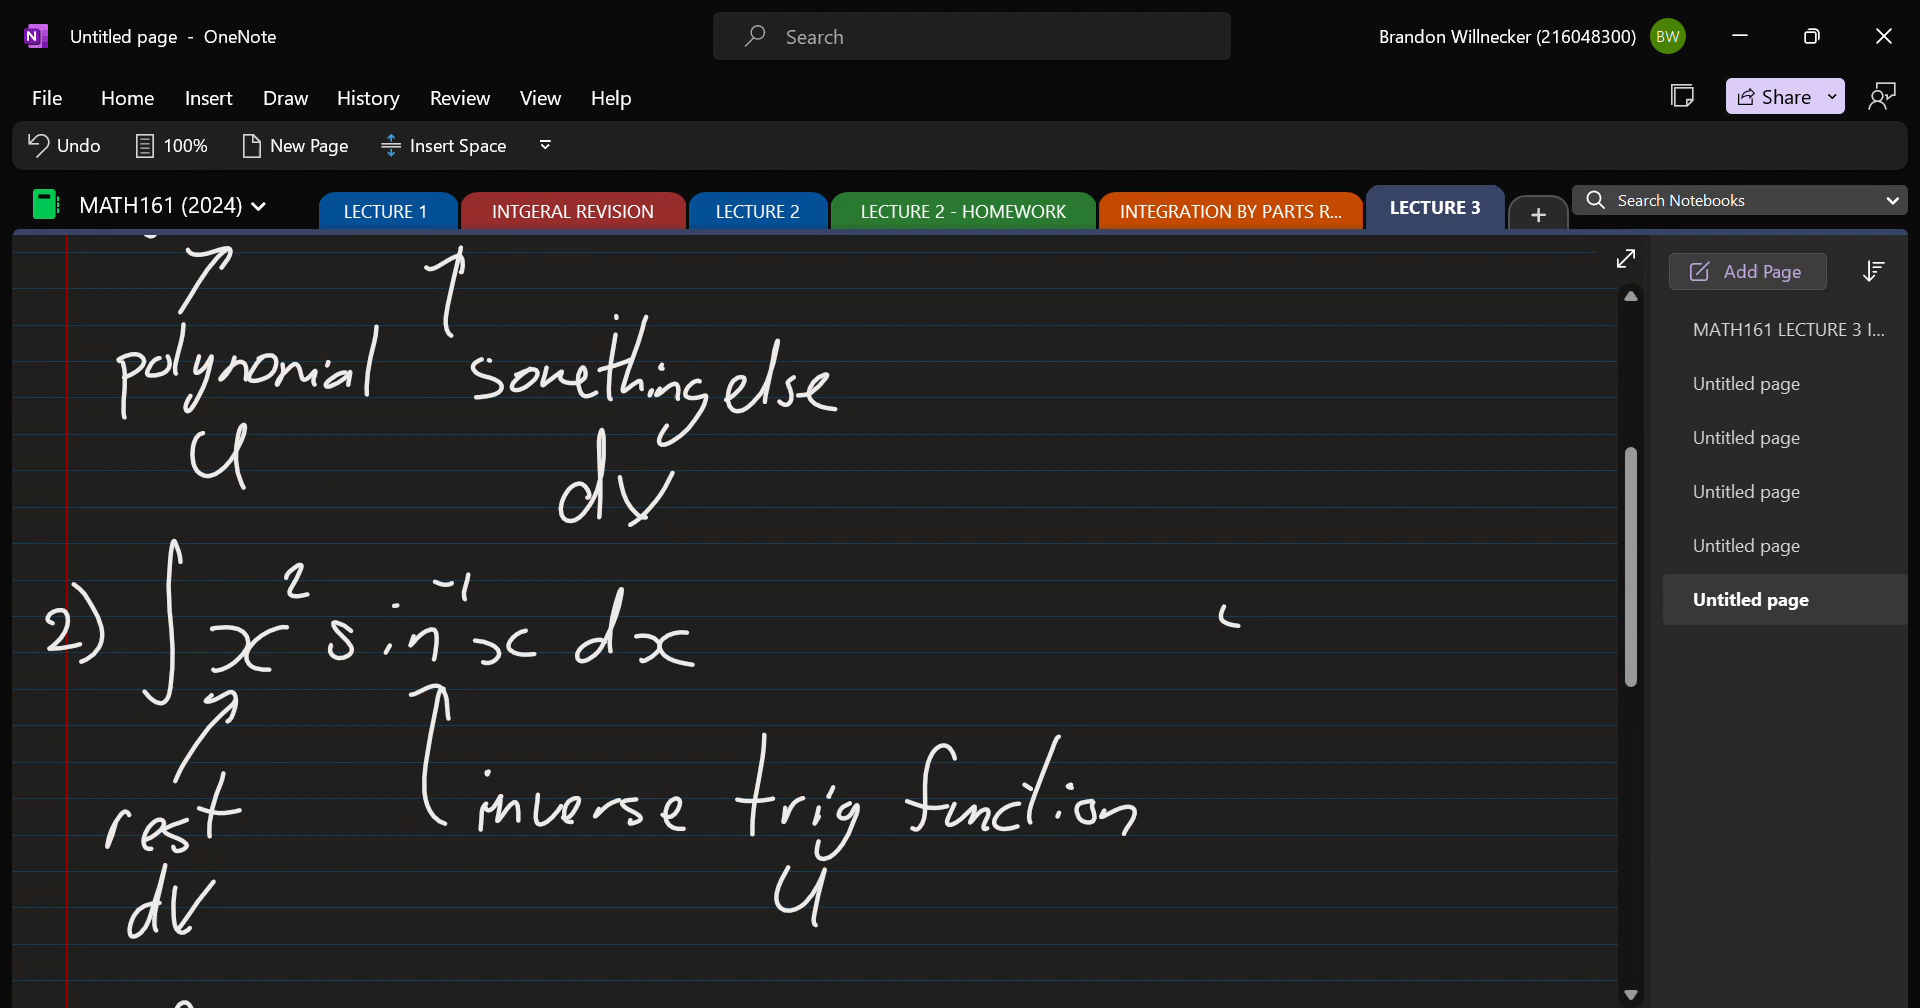 Untitled page - OneNote
Search
Brandon Willnecker (216048300) BW
File Home Insert Draw History Review View Help
Share
Undo 100% New Page Insert Space
MATH161 (2024)
LECTURE 1 INTGERAL REVISION LECTURE 2 LECTURE 2 - HOMEWORK INTEGRATION BY PARTS R... LECTURE 3 +
Search Notebooks
polynomial something else
u dv
2) ∫ x² sin⁻¹ x dx
rest inverse trig function
dv u
Add Page
MATH161 LECTURE 3 I...
Untitled page
Untitled page
Untitled page
Untitled page
Untitled page